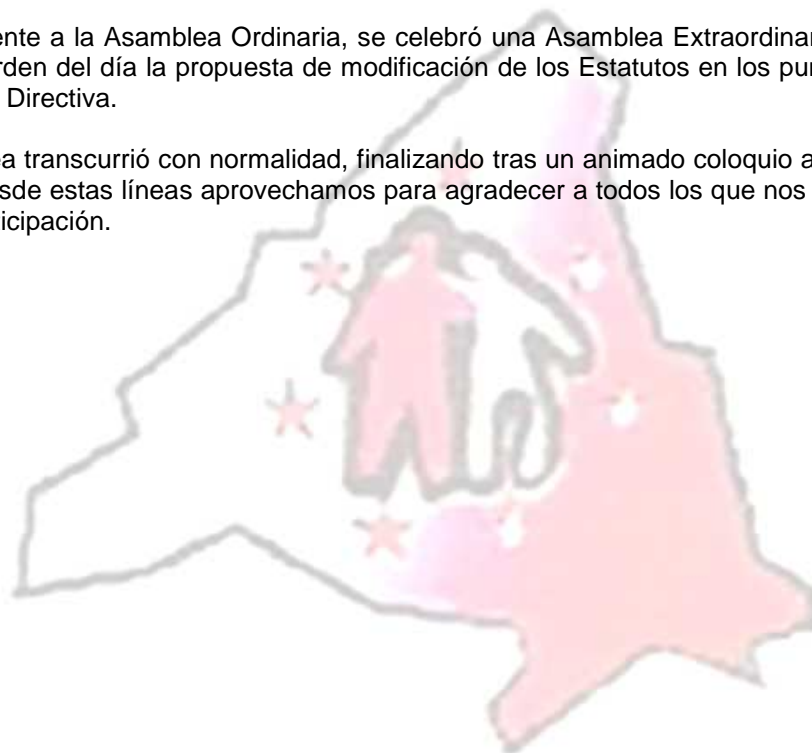 ente a la Asamblea Ordinaria, se celebró una Asamblea Extraordinar
rden del día la propuesta de modificación de los Estatutos en los pu
Directiva.
a transcurrió con normalidad, finalizando tras un animado coloquio a
sde estas líneas aprovechamos para agradecer a todos los que nos
icipación.